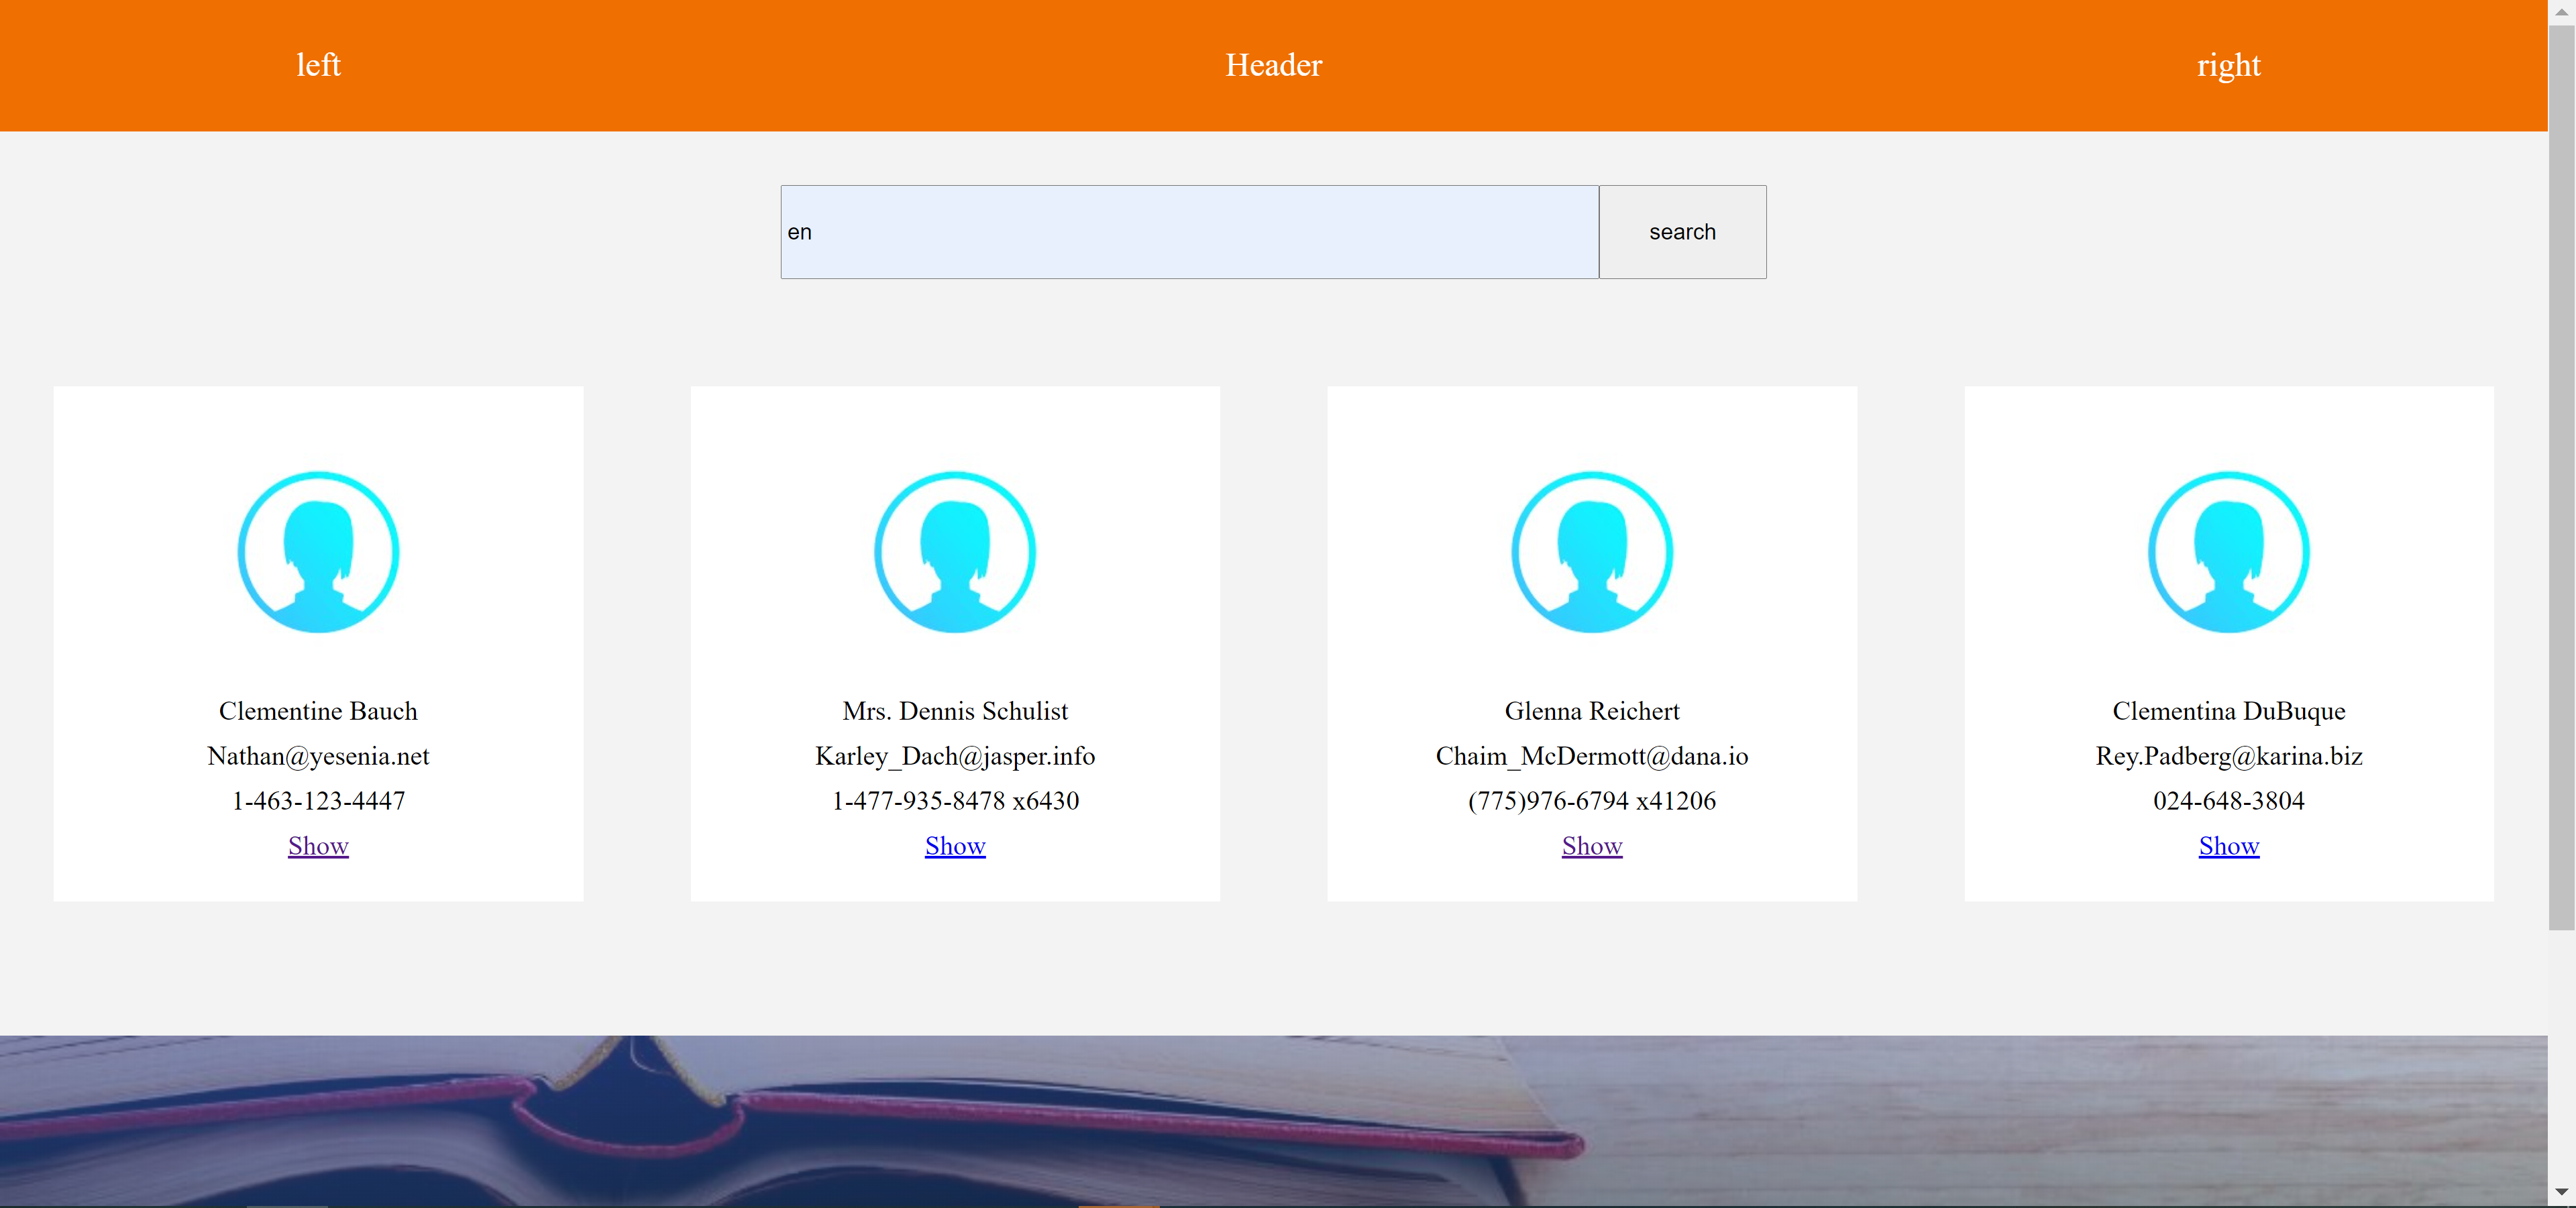 left
Header
right
en
search
Clementine Bauch
Nathan@yesenia.net
1-463-123-4447
Show
Mrs. Dennis Schulist
Karley_Dach@jasper.info
1-477-935-8478 x6430
Show
Glenna Reichert
Chaim_McDermott@dana.io
(775)976-6794 x41206
Show
Clementina DuBuque
Rey.Padberg@karina.biz
024-648-3804
Show